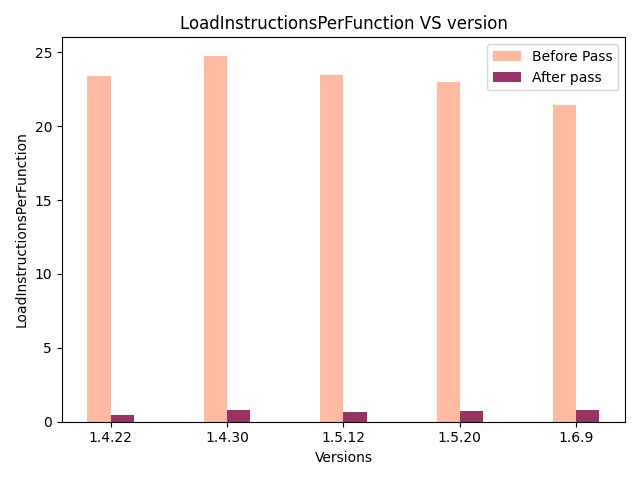 LoadInstructionsPerFunction VS version
Before Pass
After pass
LoadInstructionsPerFunction
25
20
15
10
5
0
1.4.22 1.4.30 1.5.12 1.5.20 1.6.9
Versions